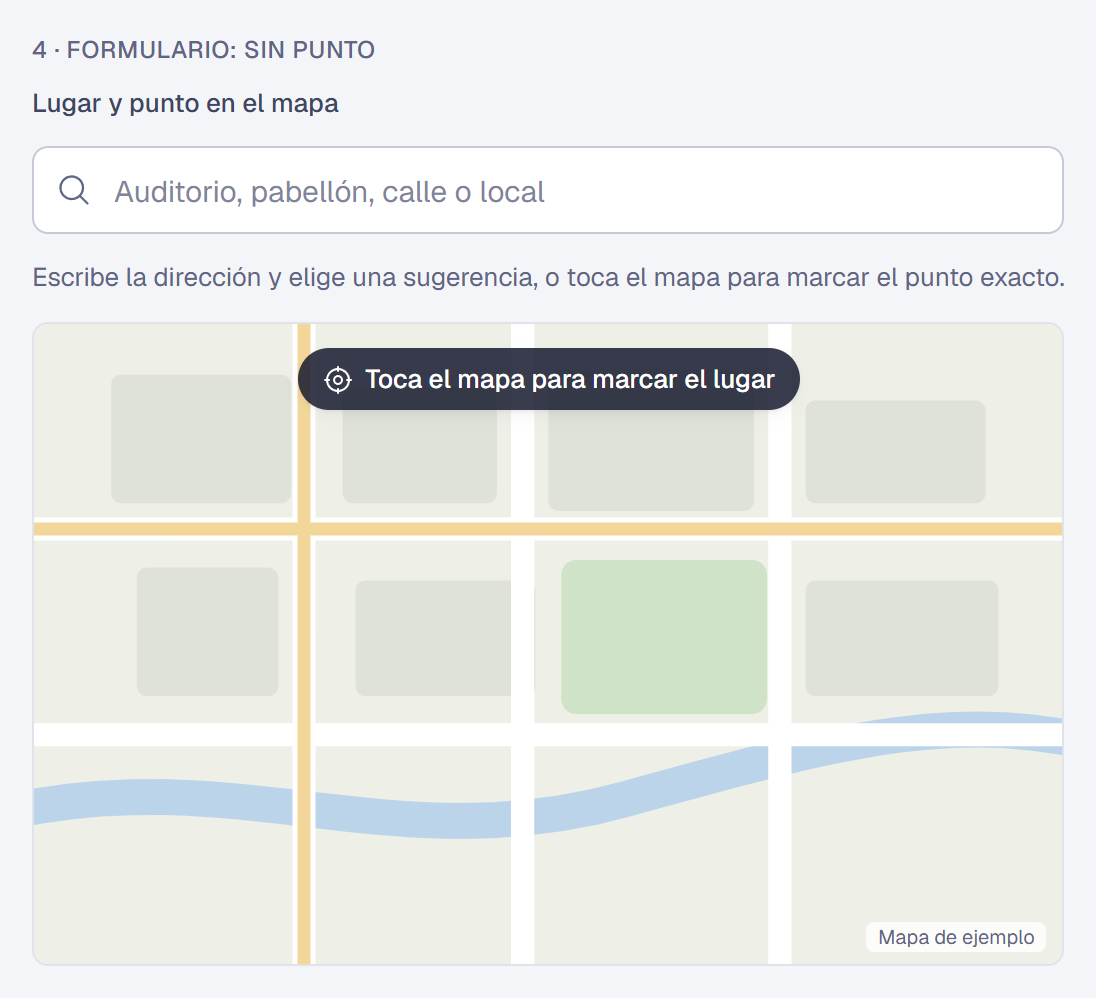 4 · FORMULARIO: SIN PUNTO
Lugar y punto en el mapa
Auditorio, pabellón, calle o local
Escribe la dirección y elige una sugerencia, o toca el mapa para marcar el punto exacto.
Toca el mapa para marcar el lugar
Mapa de ejemplo